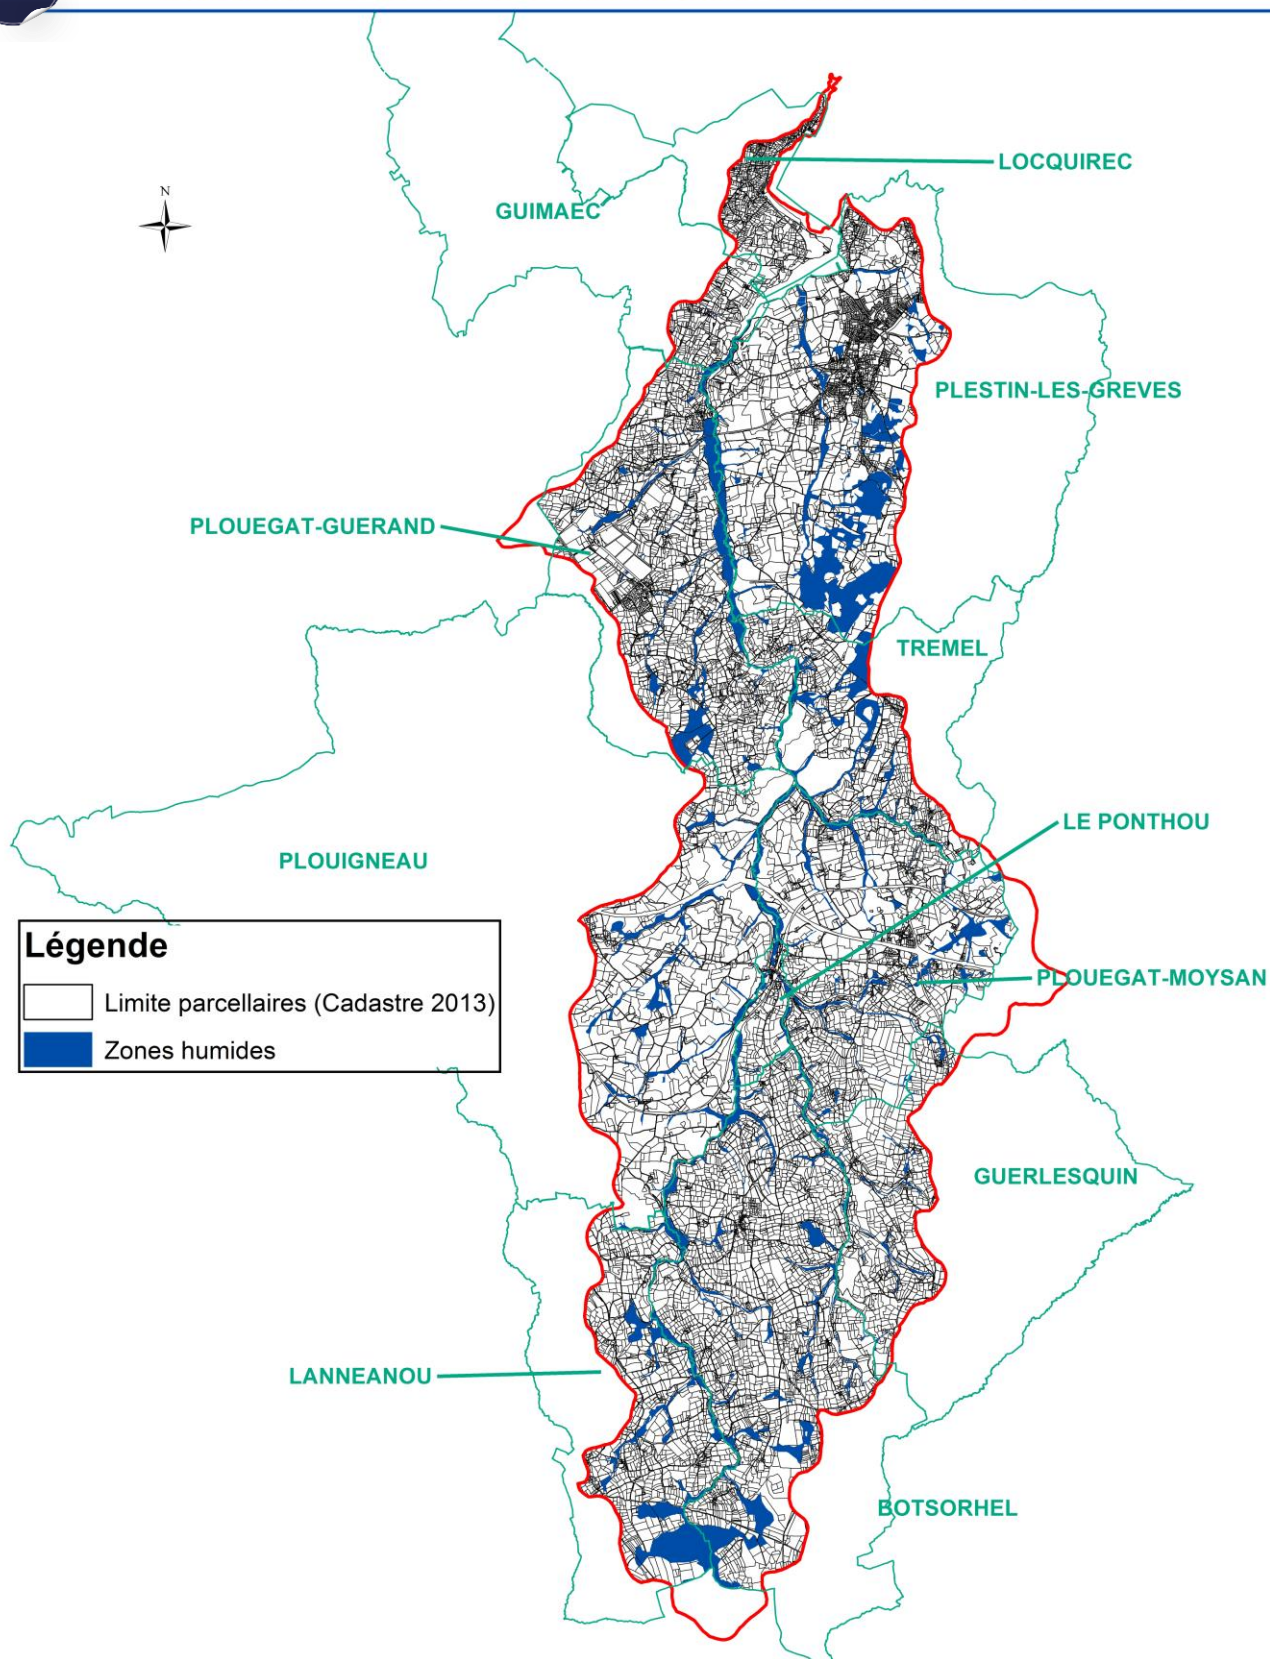 LOCQUIREC
N
GUIMAEC
PLESTIN-LES-GREVES
PLOUEGAT-GUERAND
TREMEL
LE PONTHOU
PLOUIGNEAU
Légende
Limite parcellaires (Cadastre 2013)
Zones humides
PLOUEGAT-MOYSAN
GUERLESQUIN
LANNEANOU
BOTSORHEL